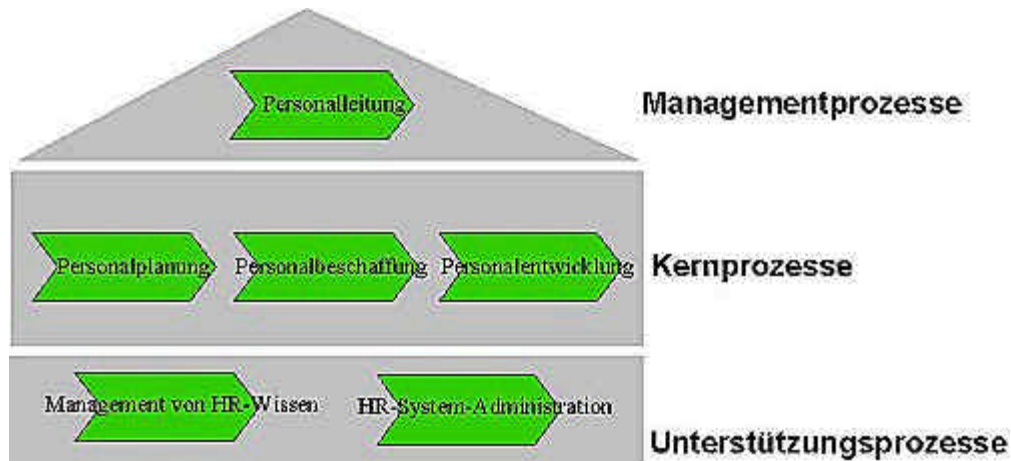 Personalleitung
Managementprozesse
Personalplanung
Personalbeschaffung
Personalentwicklung
Kernprozesse
Management von HR-Wissen
HR-System-Administration
Unterstützungsprozesse